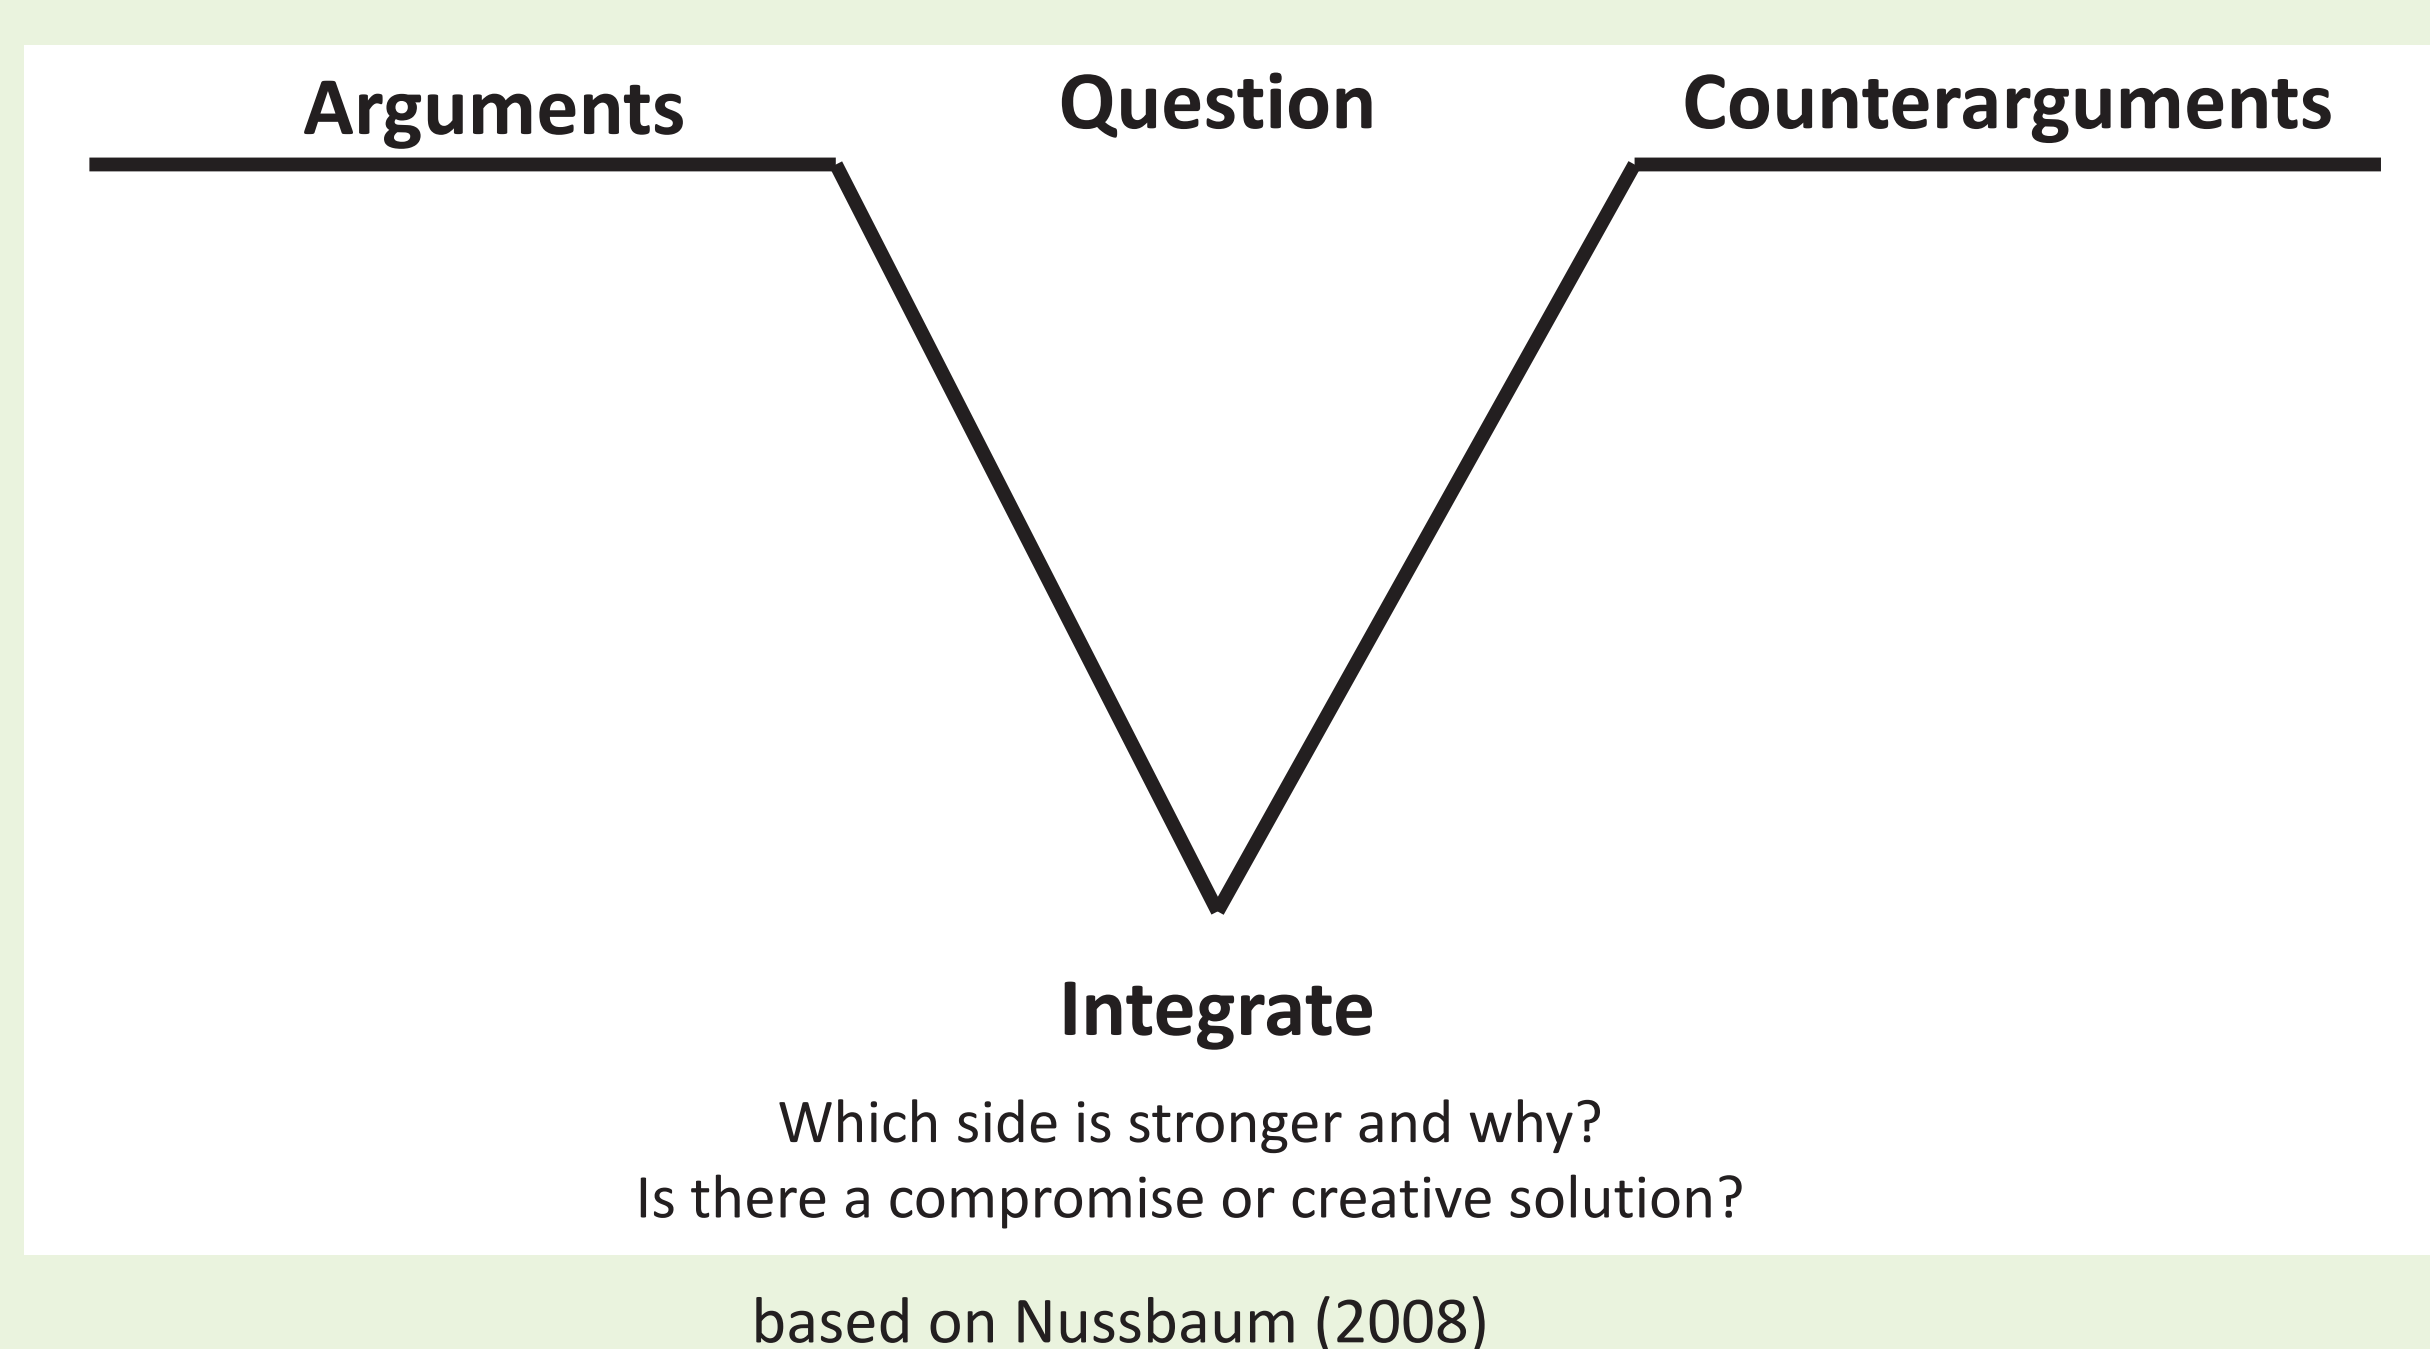 Arguments
Question
Counterarguments
Integrate
Which side is stronger and why?
Is there a compromise or creative solution?
based on Nussbaum (2008)